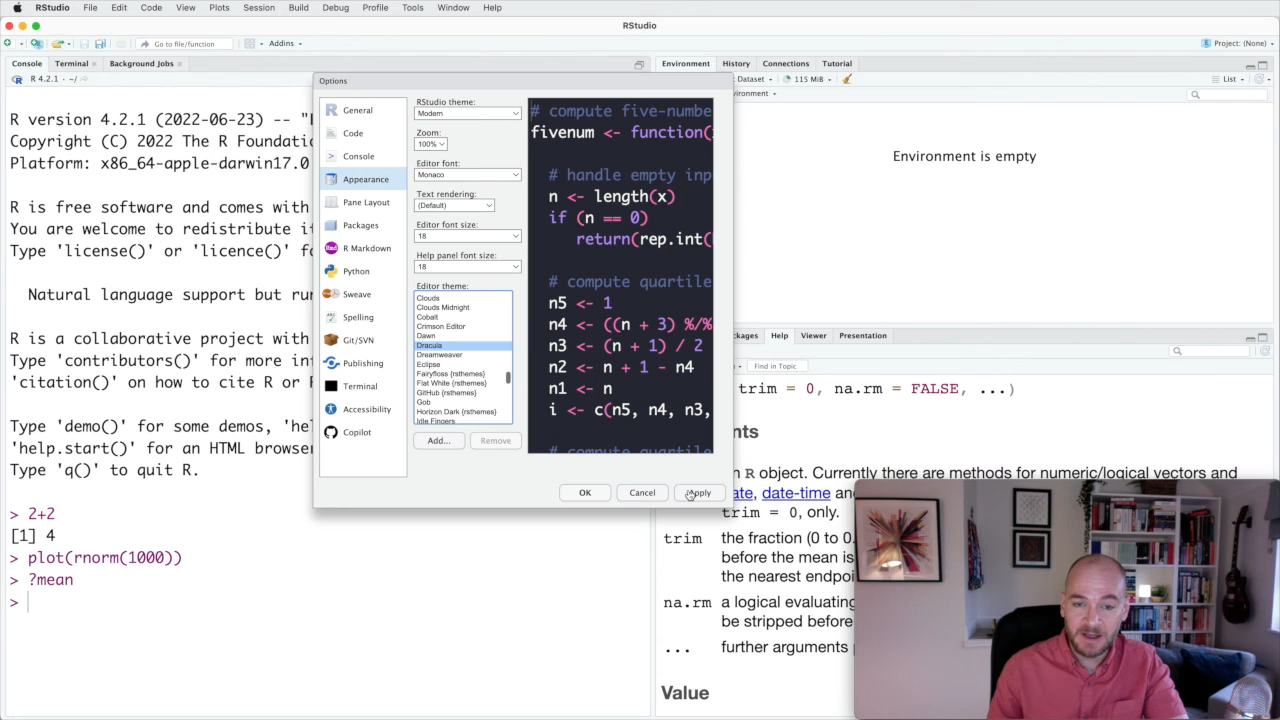 RStudio File Edit Code View Plots Session Build Debug Profile Tools Window Help
RStudio
Go to file/function
Addins
Project: (None)
Console Terminal Background Jobs
R 4.2.1 · ~/
R version 4.2.1 (2022-06-23) -- "
Copyright (C) 2022 The R Foundat
Platform: x86_64-apple-darwin17.0
R is free software and comes with
You are welcome to redistribute it
Type 'license()' or 'licence()' fo
Natural language support but ru
R is a collaborative project with
Type 'contributors()' for more inf
'citation()' on how to cite R or
Type 'demo()' for some demos, 'hel
'help.start()' for an HTML browser
Type 'q()' to quit R.
> 2+2
[1] 4
> plot(rnorm(1000))
> ?mean
>
Options
General
Code
Console
Appearance
Pane Layout
Packages
R Markdown
Python
Sweave
Spelling
Git/SVN
Publishing
Terminal
Accessibility
Copilot
RStudio theme:
Modern
Zoom:
100%
Editor font:
Monaco
Text rendering:
(Default)
Editor font size:
18
Help panel font size:
18
Editor theme:
Clouds
Clouds Midnight
Cobalt
Crimson Editor
Dawn
Dracula
Dreamweaver
Eclipse
Fairyfloss {rsthemes}
Flat White {rsthemes}
GitHub {rsthemes}
Gob
Horizon Dark {rsthemes}
Idle Fingers
Add... Remove
# compute five-numbe
fivenum <- function(
# handle empty inp
n <- length(x)
if (n == 0)
return(rep.int(
# compute quartile
n5 <- 1
n4 <- ((n + 3) %/%
n3 <- (n + 1) / 2
n2 <- n + 1 - n4
n1 <- n
i <- c(n5, n4, n3,
# compute quartile
OK Cancel Apply
Environment History Connections Tutorial
Dataset 115 MiB List
vironment
Environment is empty
ckages Help Viewer Presentation
Find in Topic
trim = 0, na.rm = FALSE, ...)
nts
n R object. Currently there are methods for numeric/logical vectors and
ate, date-time and
trim = 0, only.
trim the fraction (0 to 0.
before the mean is
the nearest endpoi
na.rm a logical evaluating
be stripped before
... further arguments
Value